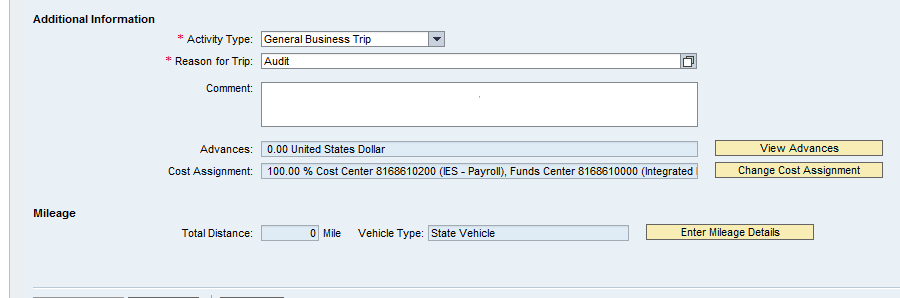 Additional Information
* Activity Type: General Business Trip
* Reason for Trip: Audit
Comment:
Advances: 0.00 United States Dollar View Advances
Cost Assignment: 100.00 % Cost Center 8168610200 (IES - Payroll), Funds Center 8168610000 (Integrated Change Cost Assignment
Mileage
Total Distance: 0 Mile Vehicle Type: State Vehicle Enter Mileage Details